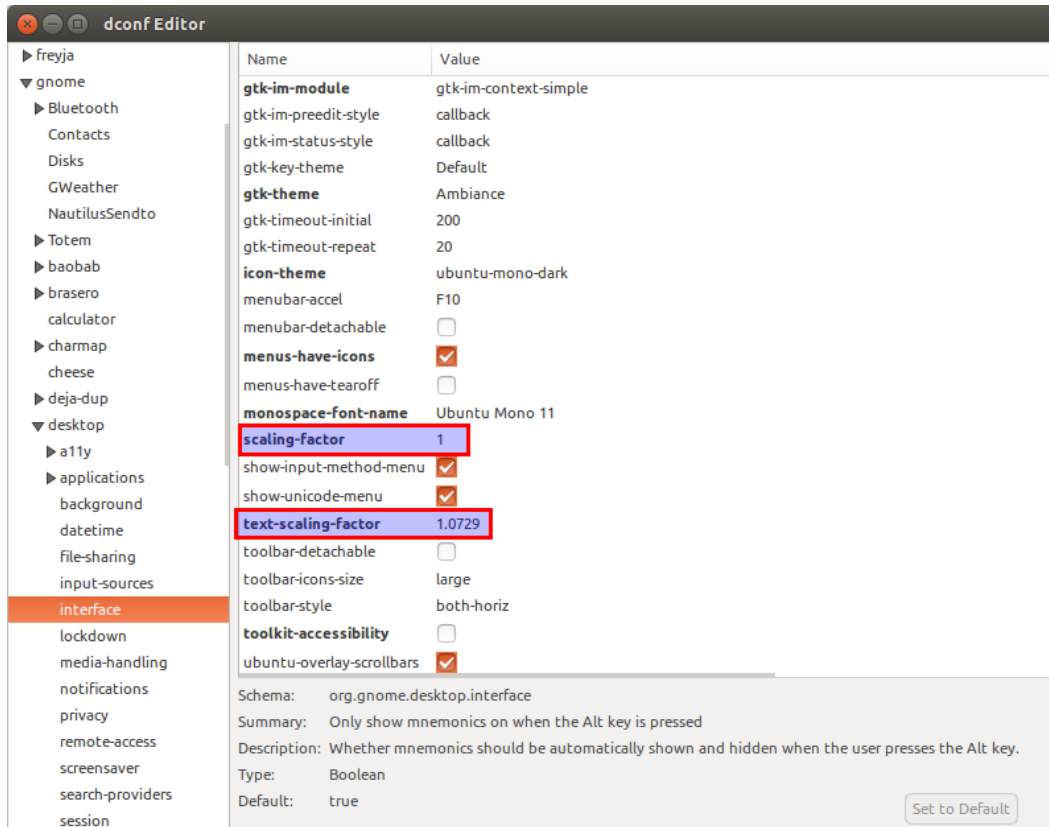 dconf Editor
freyja
gnome
Bluetooth
Contacts
Disks
GWeather
NautilusSendto
Totem
baobab
brasero
calculator
charmap
cheese
deja-dup
desktop
a11y
applications
background
datetime
file-sharing
input-sources
interface
lockdown
media-handling
notifications
privacy
remote-access
screensaver
search-providers
session
Name Value
gtk-im-module gtk-im-context-simple
gtk-im-preedit-style callback
gtk-im-status-style callback
gtk-key-theme Default
gtk-theme Ambiance
gtk-timeout-initial 200
gtk-timeout-repeat 20
icon-theme ubuntu-mono-dark
menubar-accel F10
menubar-detachable
menus-have-icons
menus-have-tearoff
monospace-font-name Ubuntu Mono 11
scaling-factor 1
show-input-method-menu
show-unicode-menu
text-scaling-factor 1.0729
toolbar-detachable
toolbar-icons-size large
toolbar-style both-horiz
toolkit-accessibility
ubuntu-overlay-scrollbars
Schema: org.gnome.desktop.interface
Summary: Only show mnemonics on when the Alt key is pressed
Description: Whether mnemonics should be automatically shown and hidden when the user presses the Alt key.
Type: Boolean
Default: true
Set to Default